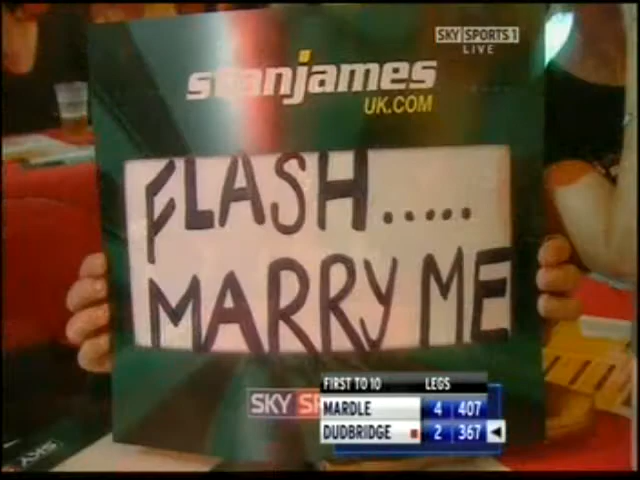 SKY SPORTS 1
LIVE
stanjames
UK.COM
FLASH.....
MARRY ME
SKY
FIRST TO 10 LEGS
MARDLE 4 407
DUDBRIDGE 2 367
SKY